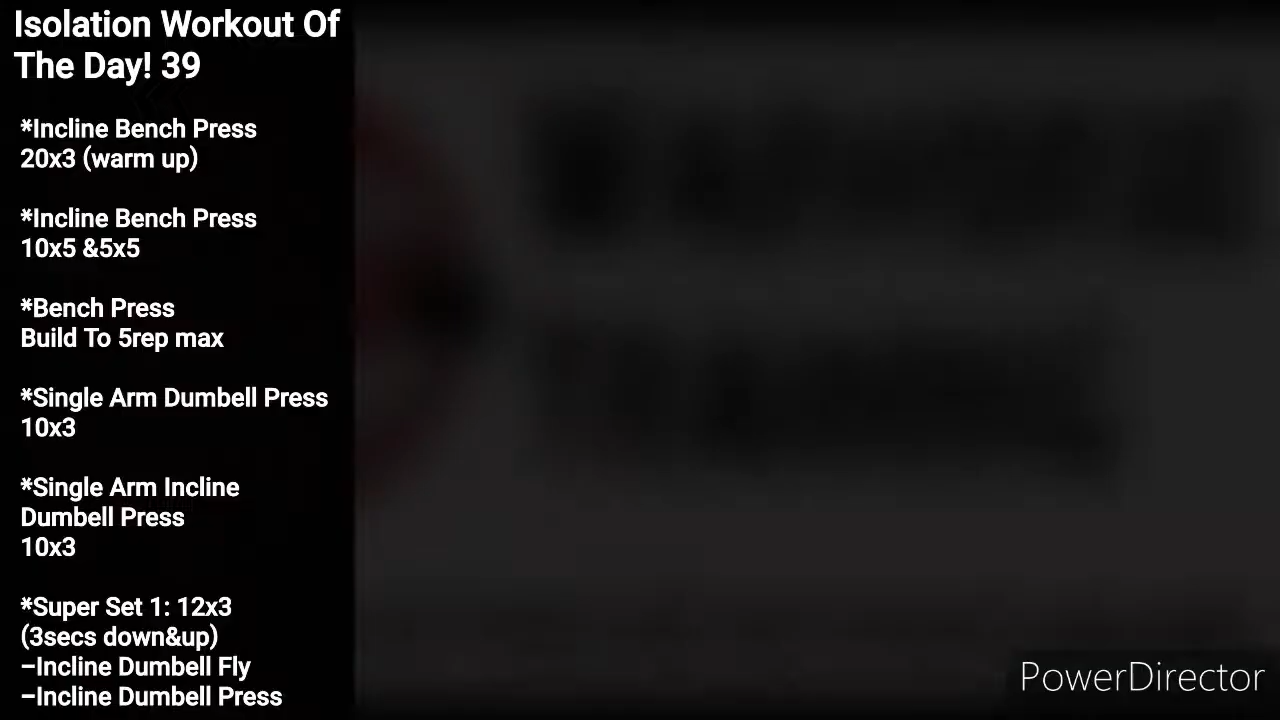 Isolation Workout Of
The Day! 39
*Incline Bench Press
20x3 (warm up)
*Incline Bench Press
10x5 &5x5
*Bench Press
Build To 5rep max
*Single Arm Dumbell Press
10x3
*Single Arm Incline
Dumbell Press
10x3
*Super Set 1: 12x3
(3secs down&up)
–Incline Dumbell Fly
–Incline Dumbell Press
PowerDirector